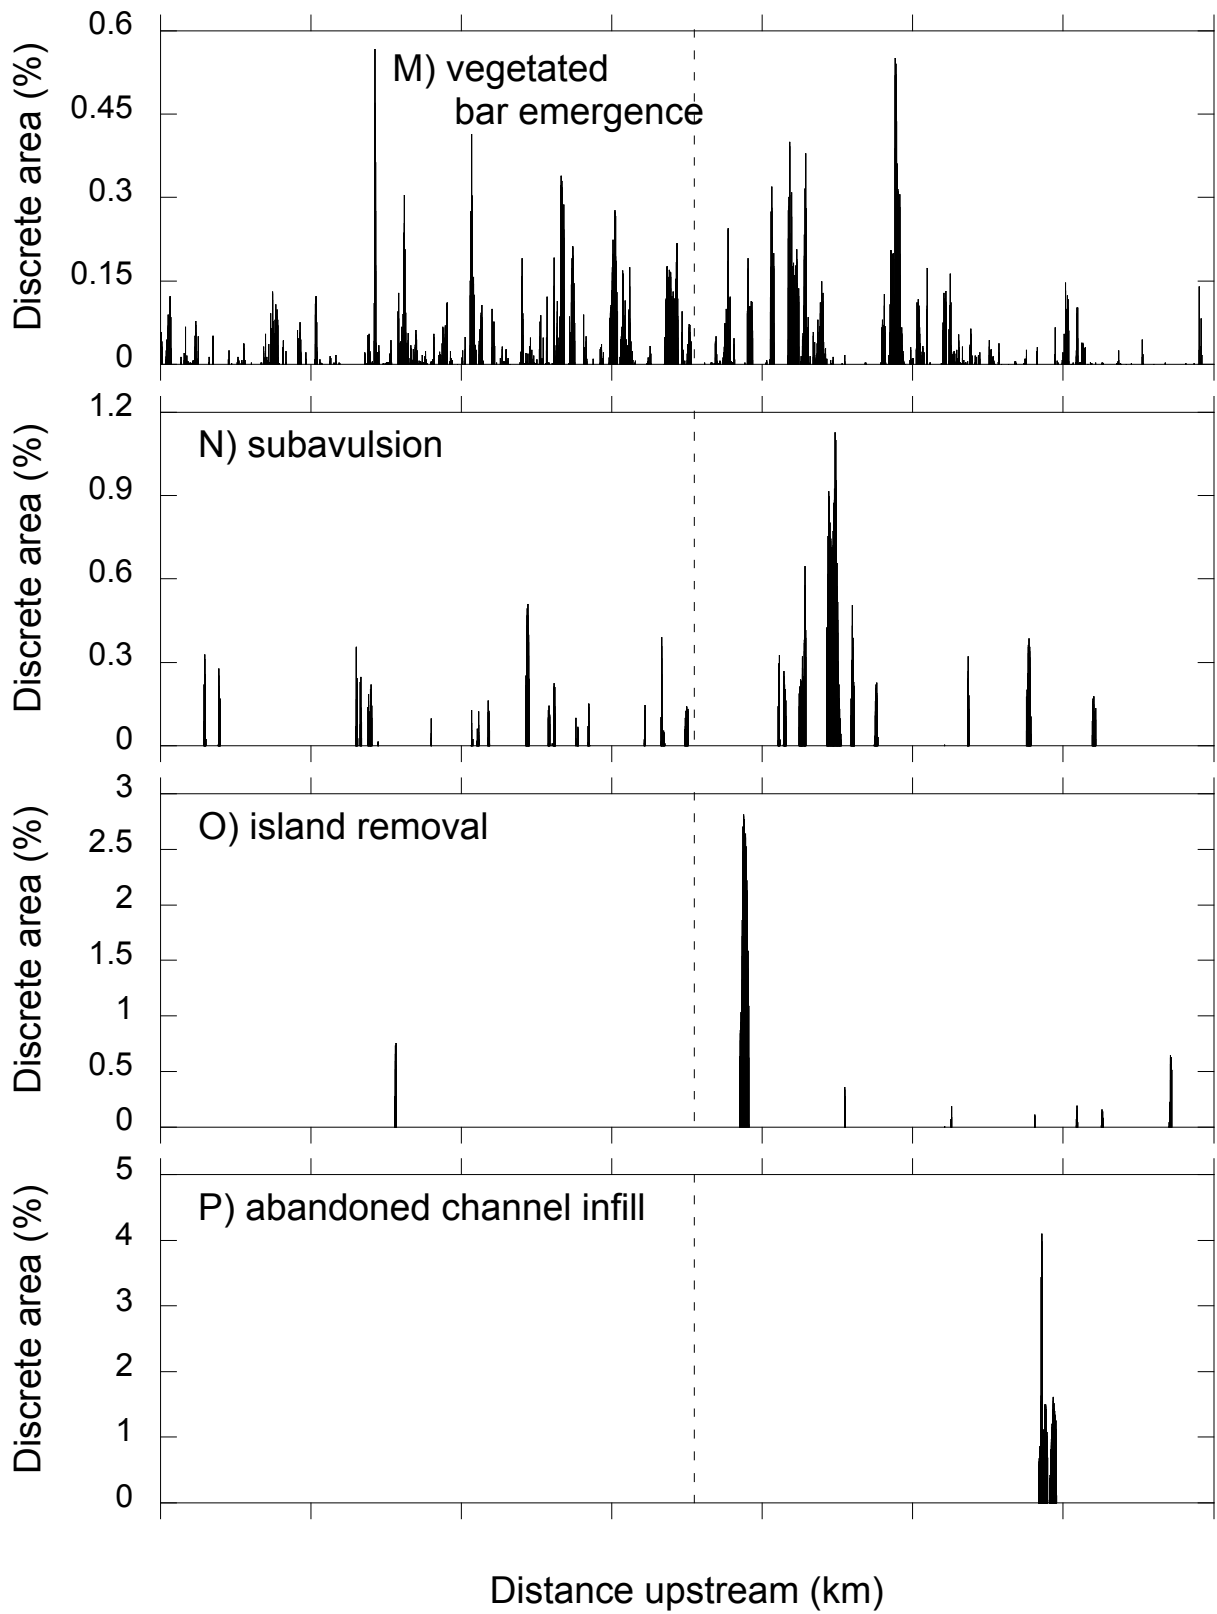 0.6
0.45
0.3
0.15
0
Discrete area (%)
M) vegetated
bar emergence
1.2
0.9
0.6
0.3
0
Discrete area (%)
N) subavulsion
3
2.5
2
1.5
1
0.5
0
Discrete area (%)
O) island removal
5
4
3
2
1
0
Discrete area (%)
P) abandoned channel infill
Distance upstream (km)